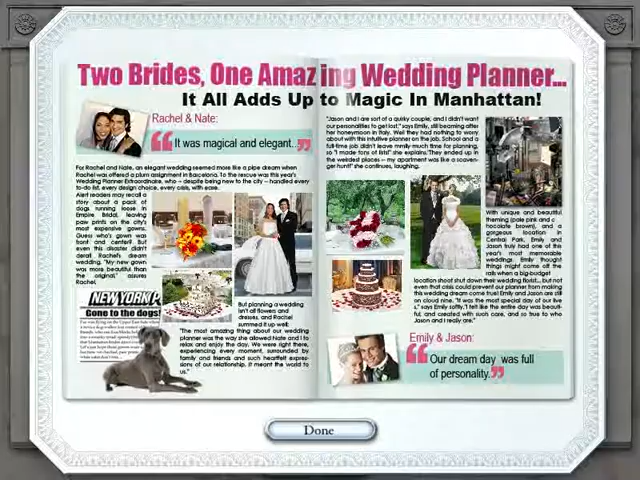 Two Brides, One Amazing Wedding Planner...
It All Adds Up to Magic In Manhattan!
Rachel & Nate:
“It was magical and elegant...”
For Rachel and Nate, an elegant wedding seemed more like a pipe dream when
Rachel was offered a plum assignment in Barcelona. To the rescue was this year's
Wedding Planner Extraordinaire, who - despite being new to the city - handled every
to-do list, every design choice, every crisis, with ease.
Alert readers may recall a
story about a pack of
dogs running loose in
Empire Bridal, leaving
paw prints on the city's
most expensive gowns.
Guess who's gown was
front and center? But
even this disaster didn't
derail Rachel's dream
wedding. "My new gown
was more beautiful than
the original," assures
Rachel.
NEW YORK P
Gone to the dogs!
But planning a wedding
isn't all flowers and
dresses, and Rachel
summed it up well:
"The most amazing thing about our wedding
planner was the way she allowed Nate and I to
relax and enjoy the day. We were right there,
experiencing every moment, surrounded by
family and friends and such heartfelt expres-
sions of our relationship. It meant the world to
us."
"Jason and I are sort of a quirky couple, and I didn't want
our personalities to get lost," says Emily, still beaming after
her honeymoon in Italy. Well they had nothing to worry
about with this intuitive planner on the job. School and a
full-time job didn't leave Emily much time for planning,
so "I made tons of lists!" she explains. "They ended up in
the weirdest places -- my apartment was like a scaven-
ger hunt!" she continues, laughing.
With unique and beautiful
theming (pale pink and c
hocolate brown), and a
gorgeous location in
Central Park, Emily and
Jason truly had one of the
year's most memorable
weddings. Emily thought
things might come off the
rails when a big-budget
location shoot shut down their wedding florist... but not
even that crisis could prevent our planner from making
this wedding dream come true! Emily and Jason are still
on cloud nine. "It was the most special day of our live
s," says Emily softly. "I felt like the entire day was beauti-
ful, and created with such care, and so true to who
Jason and I really are."
Emily & Jason:
“Our dream day was full
of personality.”
Done